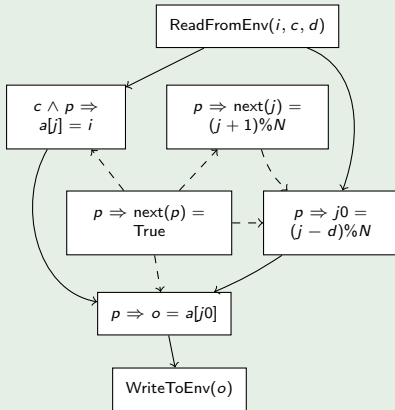 ReadFromEnv(i, c, d)
c ∧ p ⇒
a[j] = i
p ⇒ next(j) =
(j + 1)%N
p ⇒ next(p) =
True
p ⇒ j0 =
(j − d)%N
p ⇒ o = a[j0]
WriteToEnv(o)